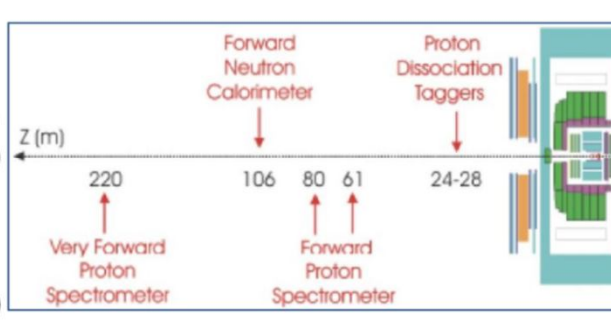 Forward
Neutron
Calorimeter
Proton
Dissociation
Taggers
Z (m)
220
106
80
61
24-28
Very Forward
Proton
Spectrometer
Forward
Proton
Spectrometer